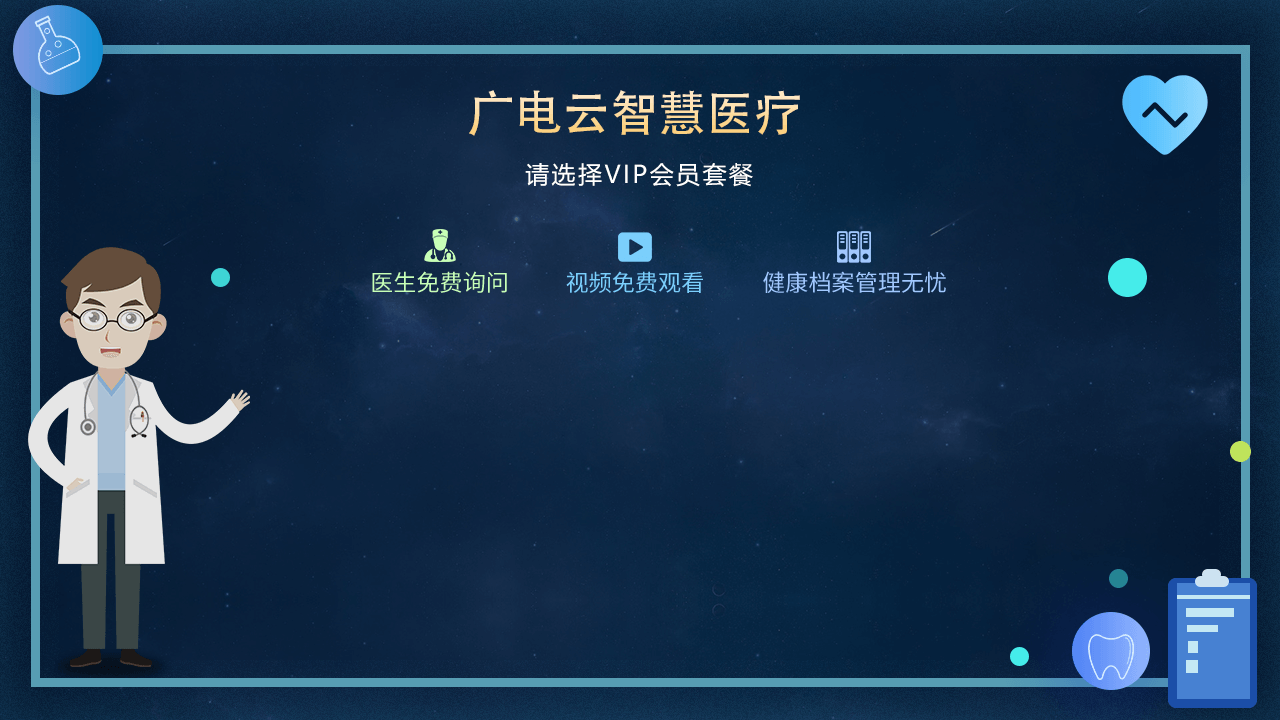 广电云智慧医疗
请选择VIP会员套餐
医生免费询问
视频免费观看
健康档案管理无忧